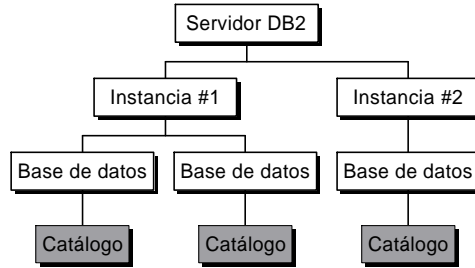 Servidor DB2
Instancia #1
Instancia #2
Base de datos
Base de datos
Base de datos
Catálogo
Catálogo
Catálogo